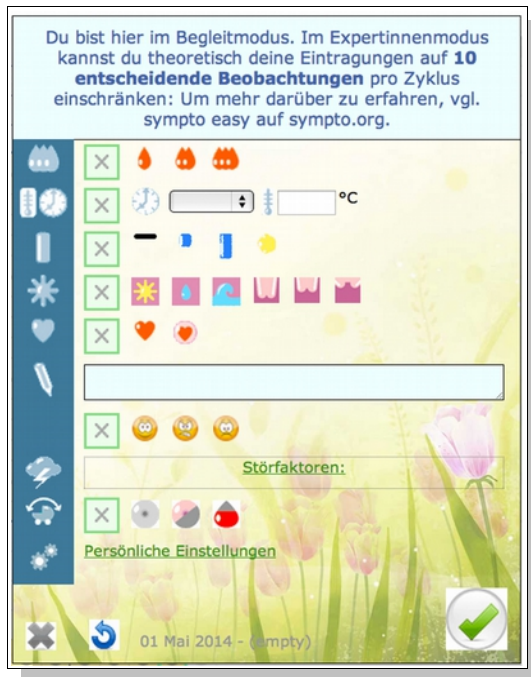 Du bist hier im Begleitmodus. Im Expertinnenmodus
kannst du theoretisch deine Eintragungen auf 10
entscheidende Beobachtungen pro Zyklus
einschränken: Um mehr darüber zu erfahren, vgl.
sympto easy auf sympto.org.
°C
Störfaktoren:
Persönliche Einstellungen
01 Mai 2014 - (empty)